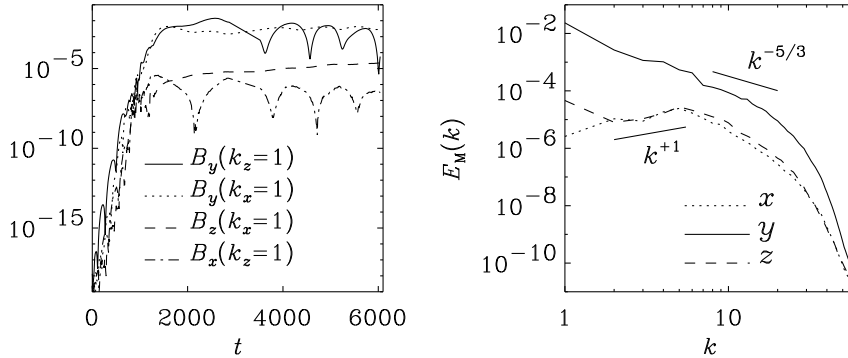 10⁻⁵
10⁻¹⁰
10⁻¹⁵
B_y(k_z=1)
B_y(k_x=1)
B_z(k_x=1)
B_x(k_z=1)
0
2000
4000
6000
t
E_M(k)
10⁻²
10⁻⁴
10⁻⁶
10⁻⁸
10⁻¹⁰
k^{-5/3}
k^{+1}
x
y
z
1
10
k